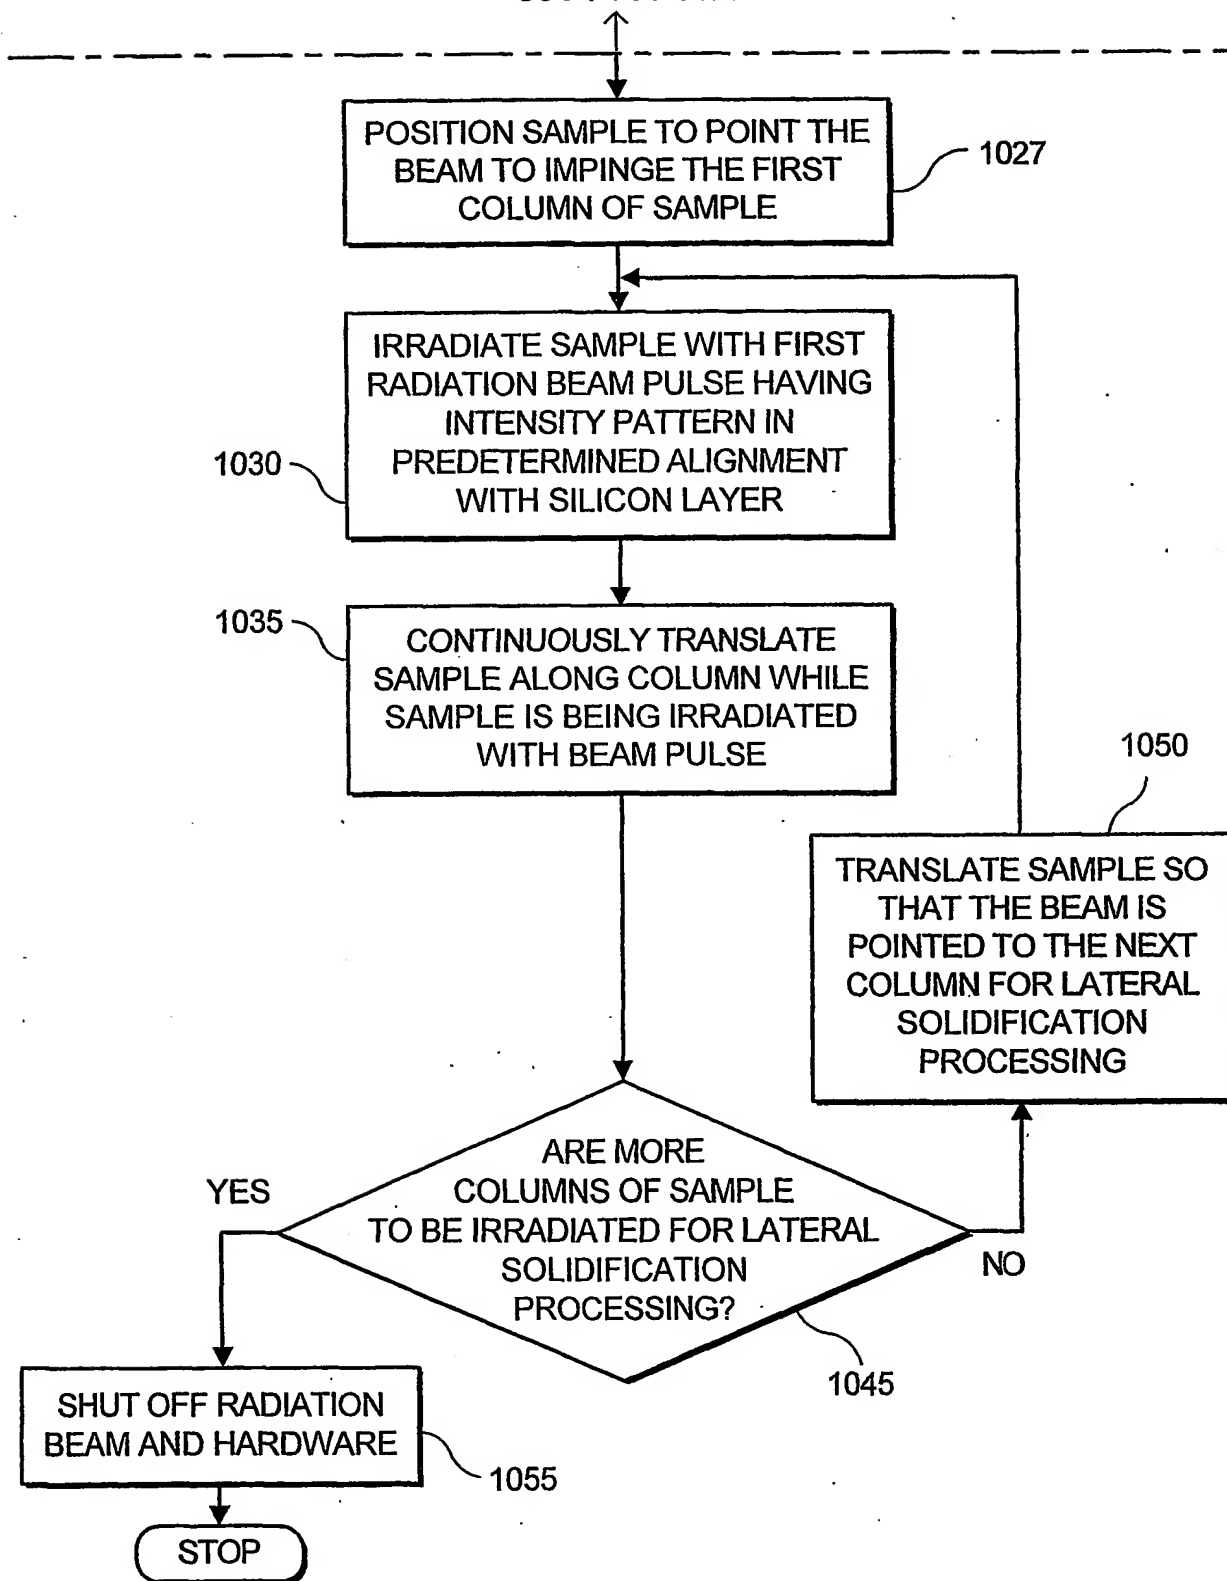 POSITION SAMPLE TO POINT THE
BEAM TO IMPINGE THE FIRST
COLUMN OF SAMPLE
1027
IRRADIATE SAMPLE WITH FIRST
RADIATION BEAM PULSE HAVING
INTENSITY PATTERN IN
PREDETERMINED ALIGNMENT
WITH SILICON LAYER
1030
1035
CONTINUOUSLY TRANSLATE
SAMPLE ALONG COLUMN WHILE
SAMPLE IS BEING IRRADIATED
WITH BEAM PULSE
1050
TRANSLATE SAMPLE SO
THAT THE BEAM IS
POINTED TO THE NEXT
COLUMN FOR LATERAL
SOLIDIFICATION
PROCESSING
ARE MORE
COLUMNS OF SAMPLE
TO BE IRRADIATED FOR LATERAL
SOLIDIFICATION
PROCESSING?
YES
NO
1045
SHUT OFF RADIATION
BEAM AND HARDWARE
1055
STOP